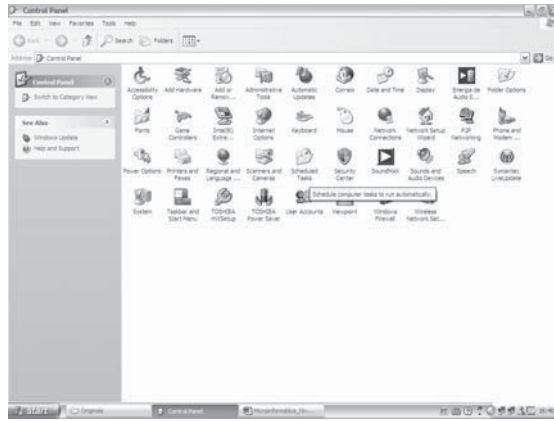 Control Panel
File Edit View Favorites Tools Help
Back Search Folders
Address Control Panel Go
Control Panel
Switch to Category View
See Also
Windows Update
Help and Support
Accessibility Options
Add Hardware
Add or Remov...
Administrative Tools
Automatic Updates
Correo
Date and Time
Display
Energía de Audio S...
Folder Options
Fonts
Game Controllers
Intel(R) Extre...
Internet Options
Keyboard
Mouse
Network Connections
Network Setup Wizard
P2P Networking
Phone and Modem ...
Power Options
Printers and Faxes
Regional and Language ...
Scanners and Cameras
Scheduled Tasks
Security Center
SoundMAX
Sounds and Audio Devices
Speech
Symantec LiveUpdate
Schedule computer tasks to run automatically.
System
Taskbar and Start Menu
TOSHIBA HWSetup
TOSHIBA Power Saver
User Accounts
Viewpoint
Windows Firewall
Wireless Network Set...
start
Originals
Control Panel